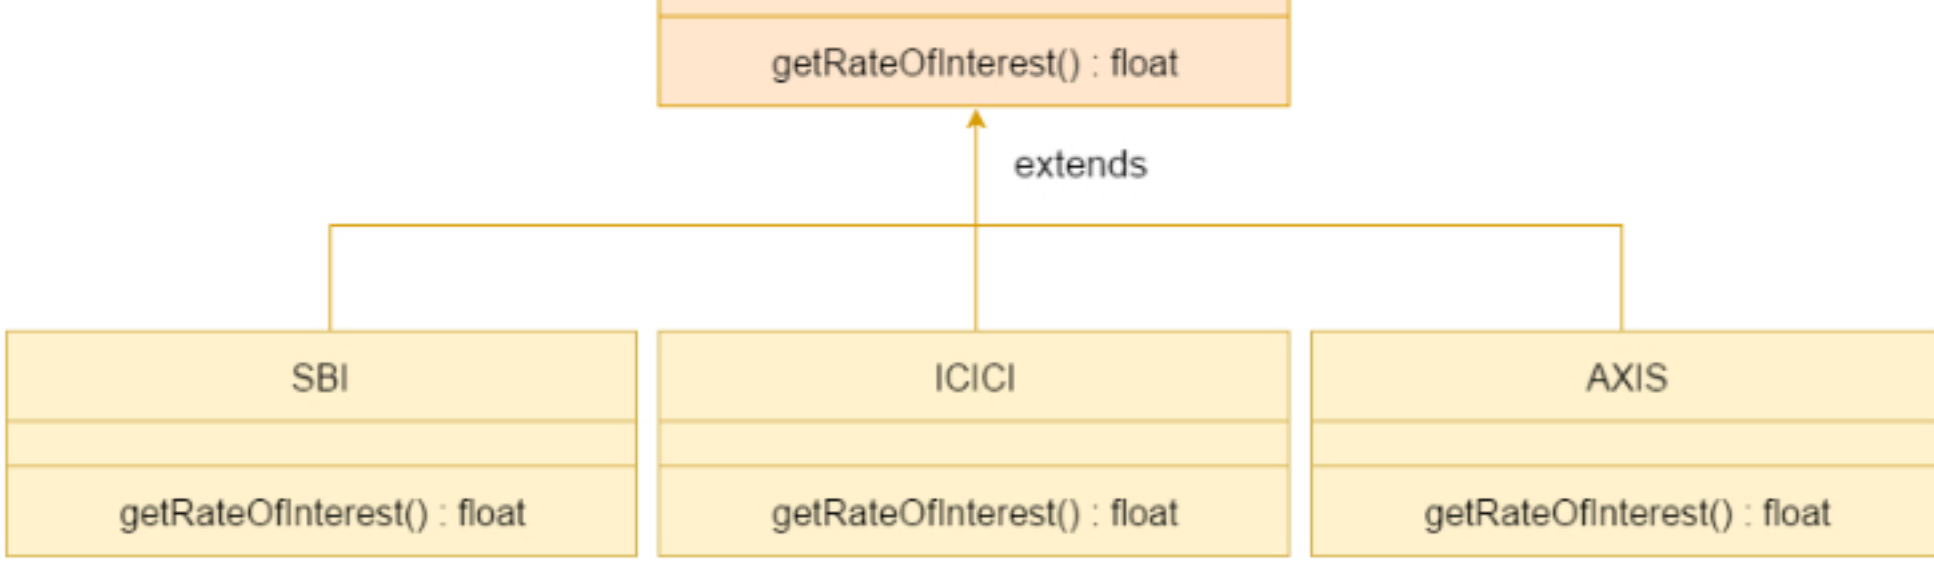 getRateOfInterest() : float
extends
SBI
ICICI
AXIS
getRateOfInterest() : float
getRateOfInterest() : float
getRateOfInterest() : float